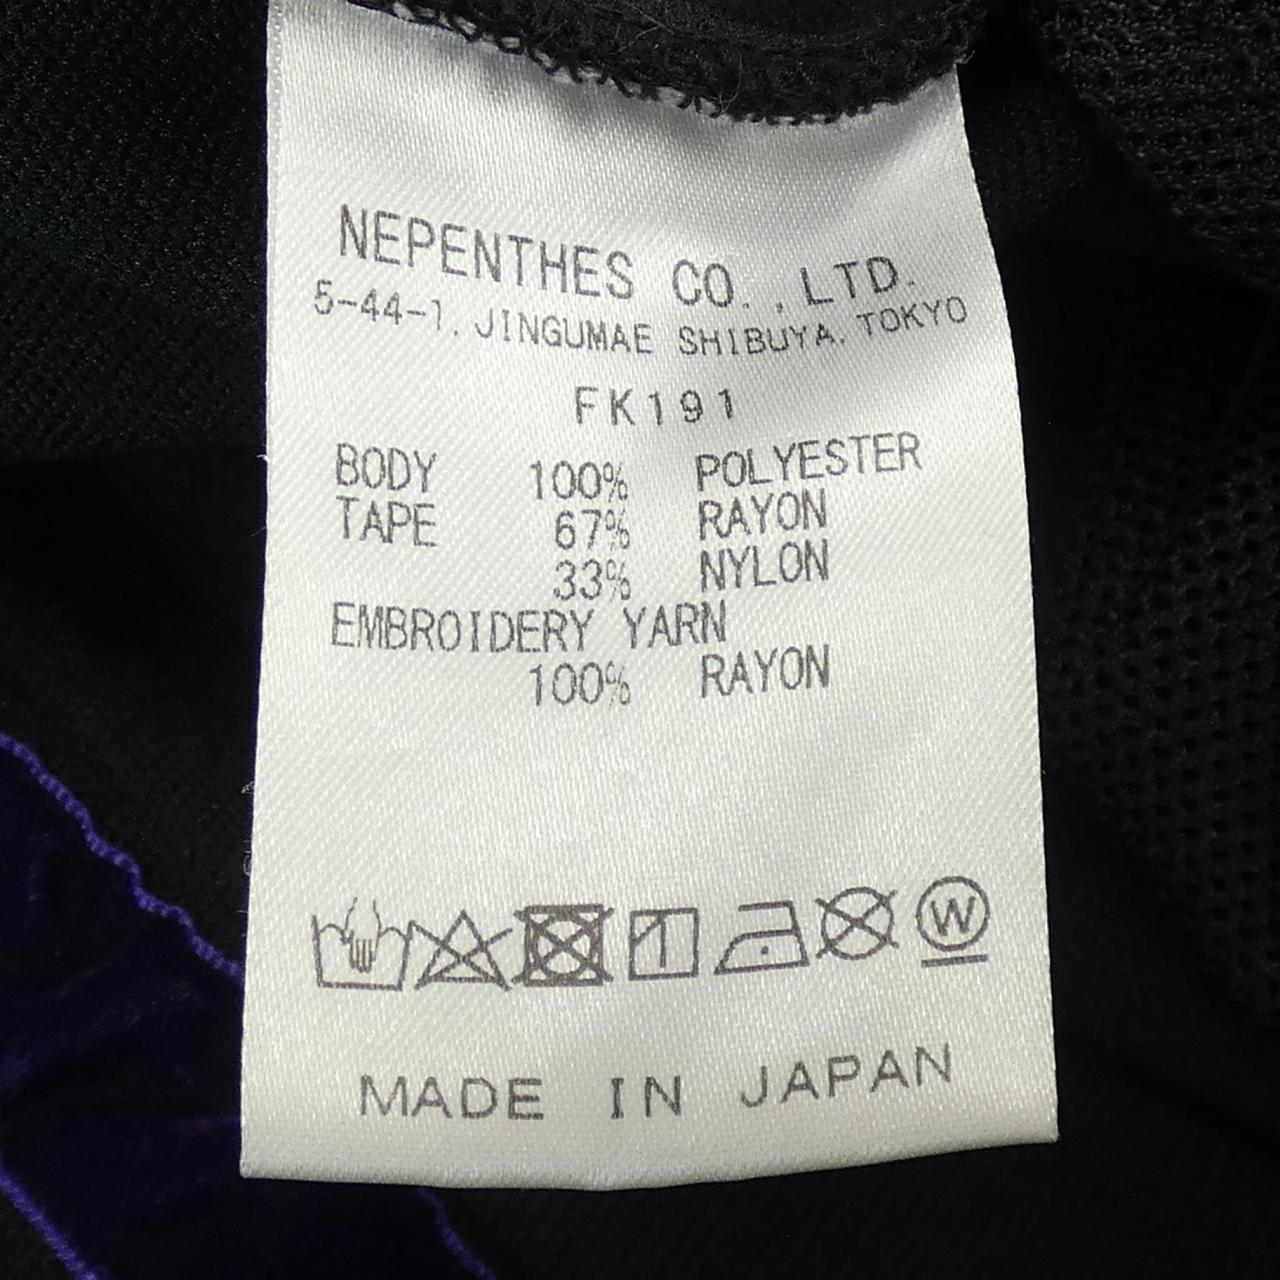 NEPENTHES CO.,LTD.
5-44-1, JINGUMAE SHIBUYA, TOKYO
FK191
BODY 100% POLYESTER
TAPE 67% RAYON
33% NYLON
EMBROIDERY YARN
100% RAYON
1 W
MADE IN JAPAN